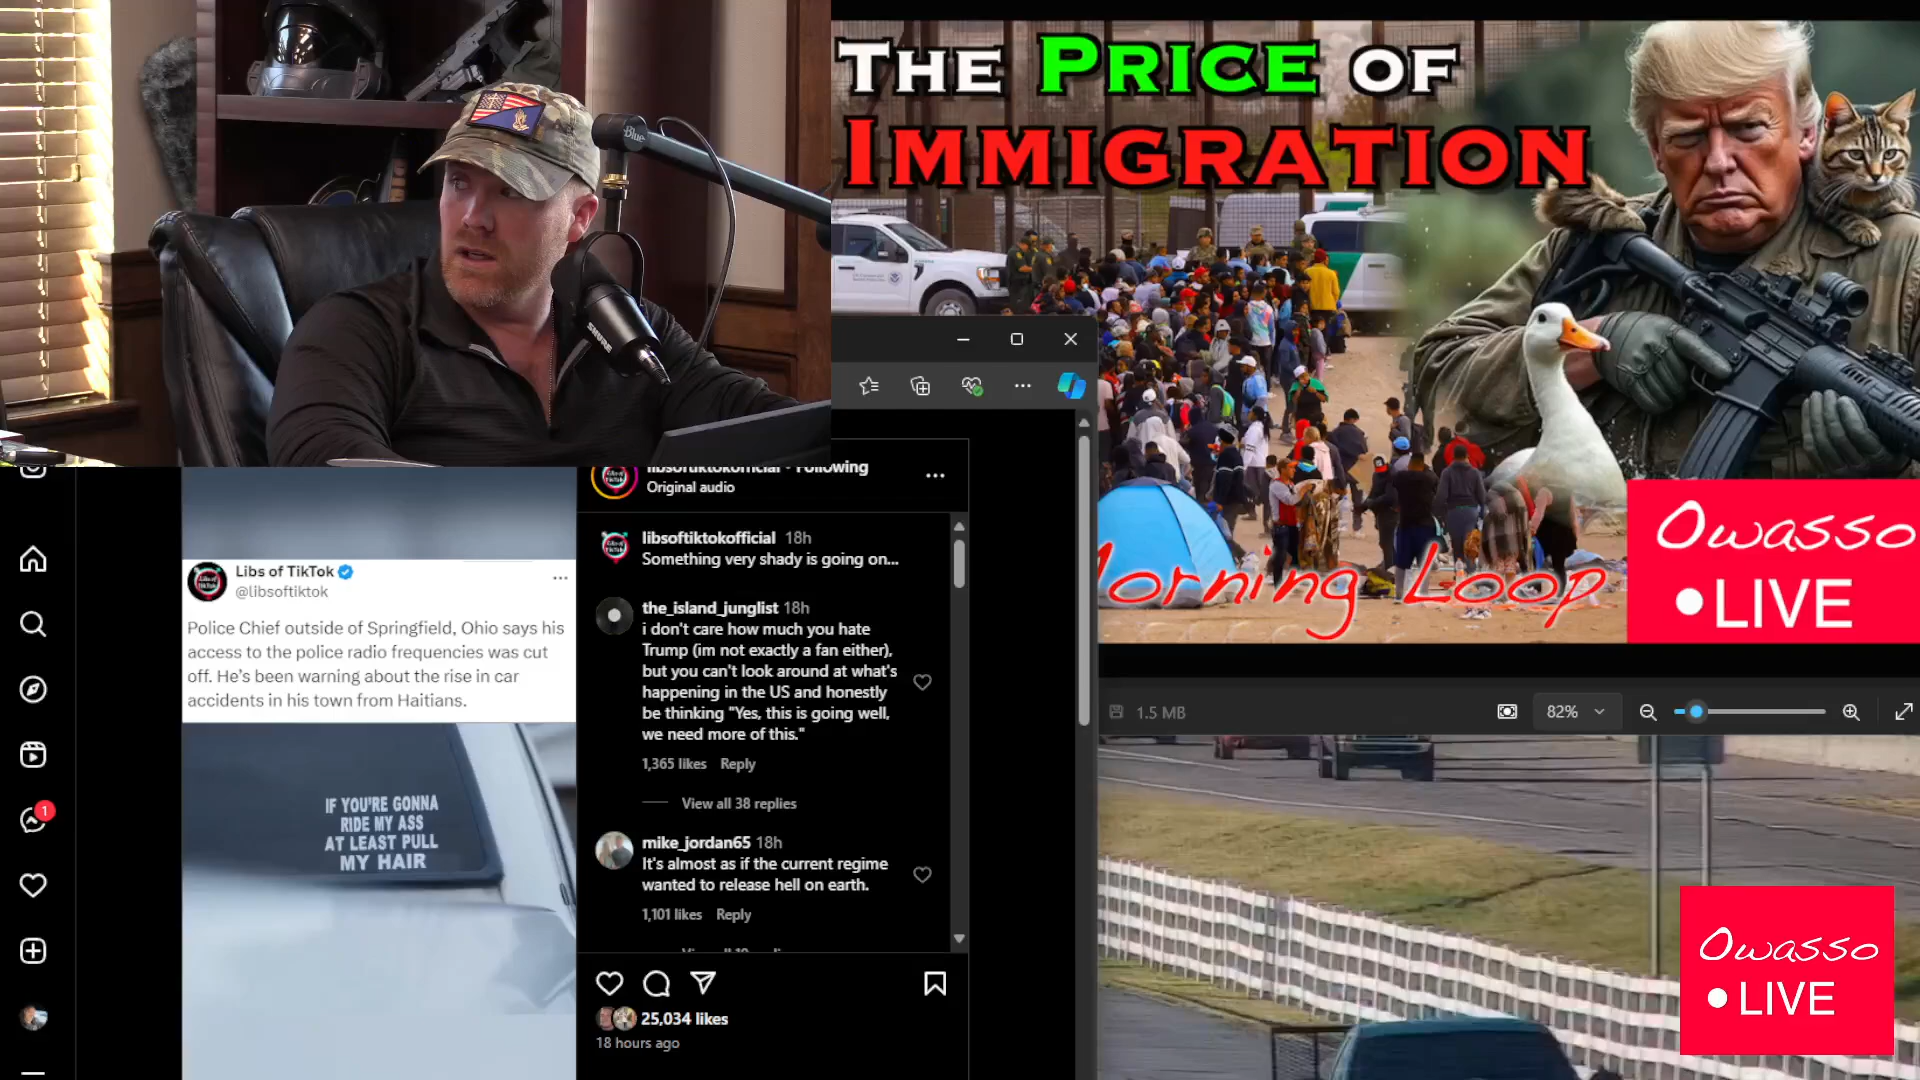 Blue
SHURE
THE PRICE OF
IMMIGRATION
Morning Loop
Owasso
LIVE
libsoftiktokofficial • Following
Original audio
libsoftiktokofficial 18h
Something very shady is going on...
the_island_junglist 18h
i don't care how much you hate
Trump (im not exactly a fan either),
but you can't look around at what's
happening in the US and honestly
be thinking "Yes, this is going well,
we need more of this."
1,365 likes Reply
View all 38 replies
mike_jordan65 18h
It's almost as if the current regime
wanted to release hell on earth.
1,101 likes Reply
25,034 likes
18 hours ago
Libs of TikTok
@libsoftiktok
Police Chief outside of Springfield, Ohio says his
access to the police radio frequencies was cut
off. He's been warning about the rise in car
accidents in his town from Haitians.
IF YOU'RE GONNA
RIDE MY ASS
AT LEAST PULL
MY HAIR
1
1.5 MB
82%
Owasso
LIVE